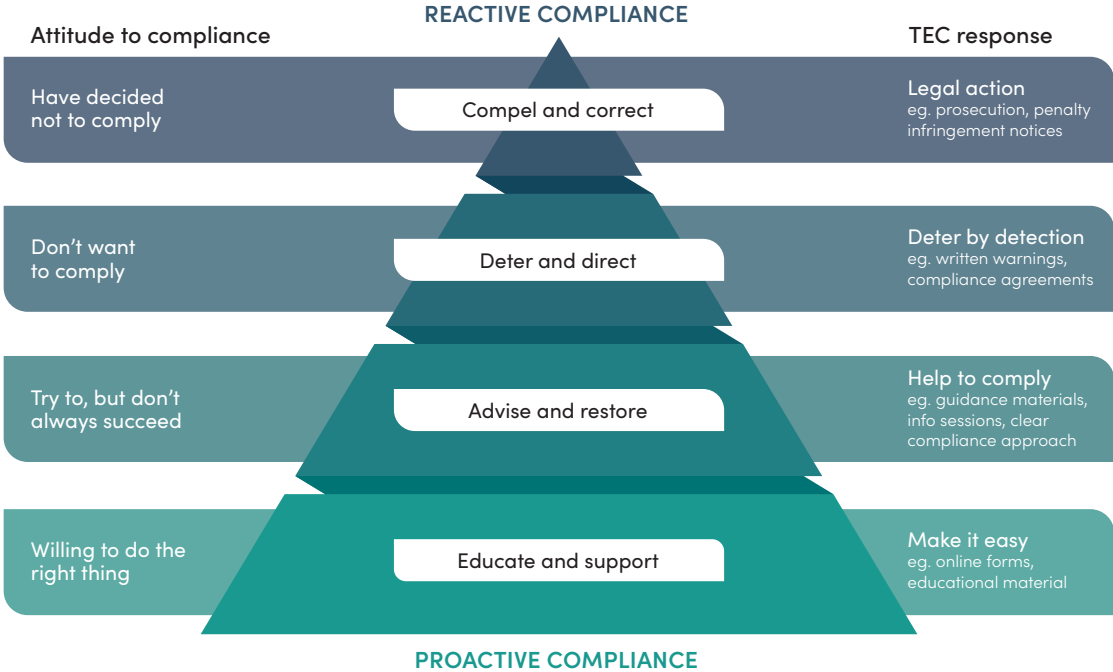 REACTIVE COMPLIANCE
Attitude to compliance
TEC response
Have decided
not to comply
Compel and correct
Legal action
eg. prosecution, penalty
infringement notices
Don't want
to comply
Deter and direct
Deter by detection
eg. written warnings,
compliance agreements
Try to, but don't
always succeed
Advise and restore
Help to comply
eg. guidance materials,
info sessions, clear
compliance approach
Willing to do the
right thing
Educate and support
Make it easy
eg. online forms,
educational material
PROACTIVE COMPLIANCE